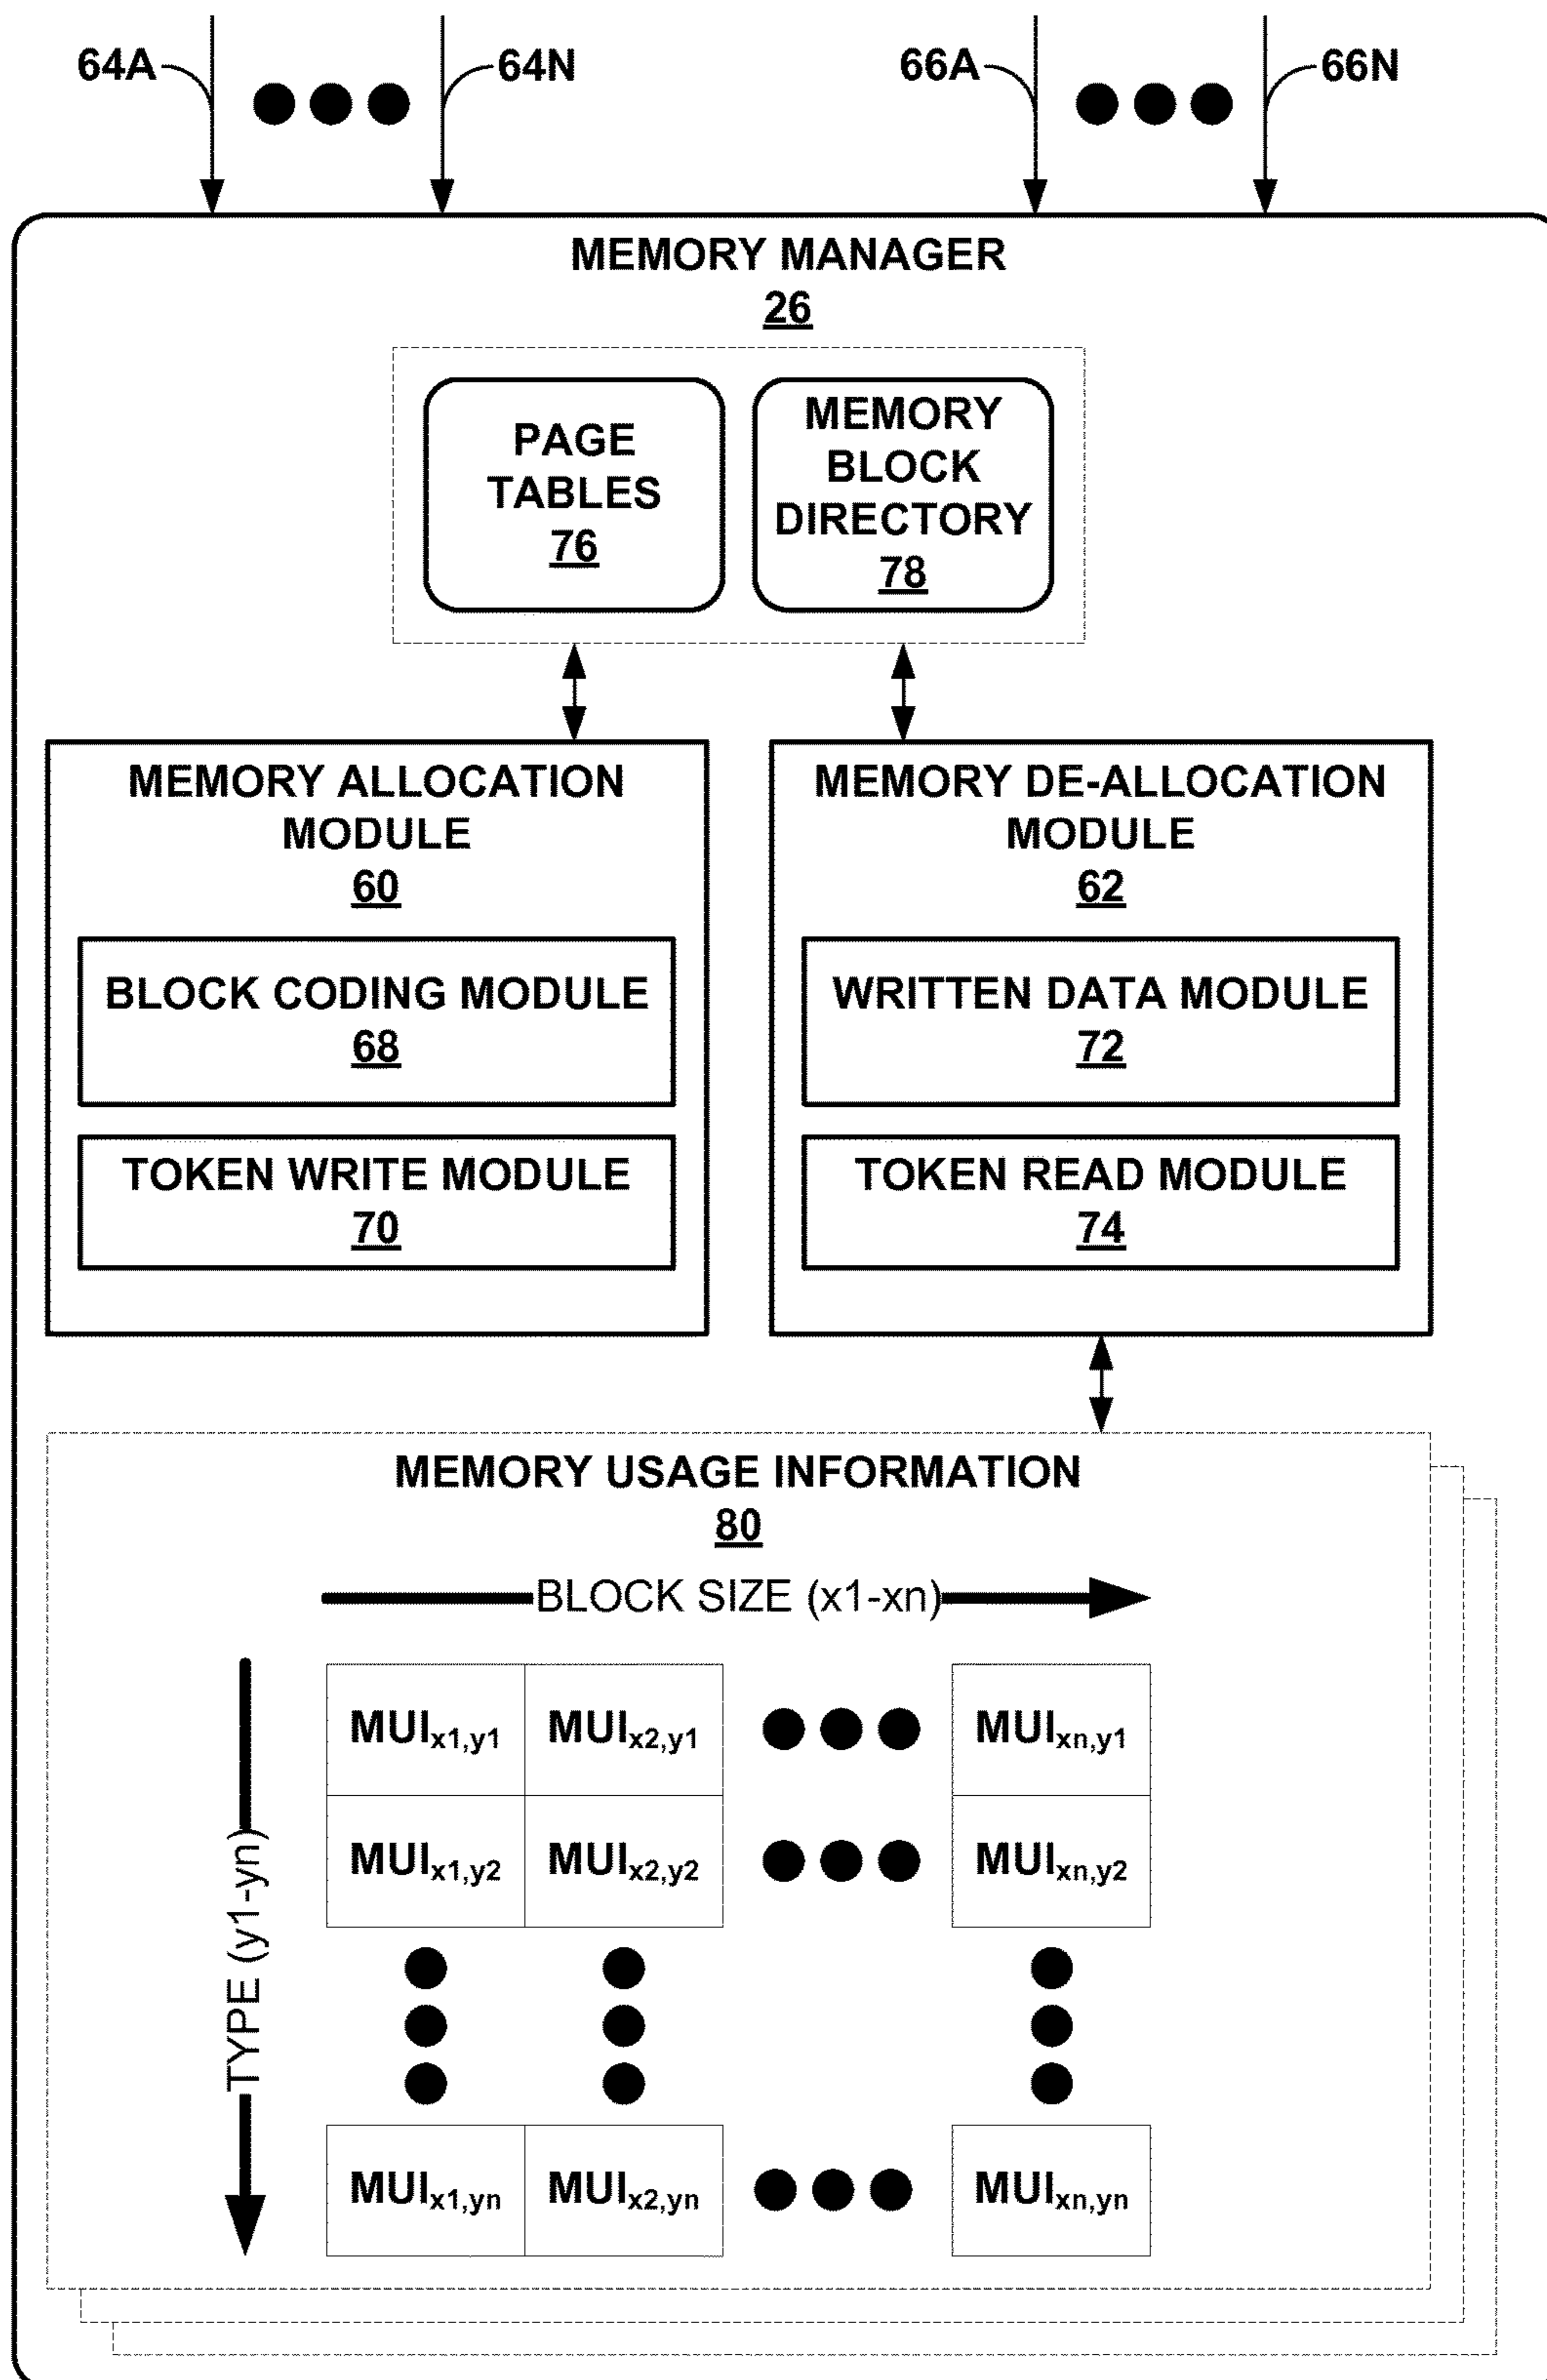 64A 64N 66A 66N
MEMORY MANAGER
26
PAGE
TABLES
76
MEMORY
BLOCK
DIRECTORY
78
MEMORY ALLOCATION
MODULE
60
BLOCK CODING MODULE
68
TOKEN WRITE MODULE
70
MEMORY DE-ALLOCATION
MODULE
62
WRITTEN DATA MODULE
72
TOKEN READ MODULE
74
MEMORY USAGE INFORMATION
80
BLOCK SIZE (x1-xn)
TYPE (y1-yn)
MUIx1,y1 MUIx2,y1 MUIxn,y1
MUIx1,y2 MUIx2,y2 MUIxn,y2
MUIx1,yn MUIx2,yn MUIxn,yn